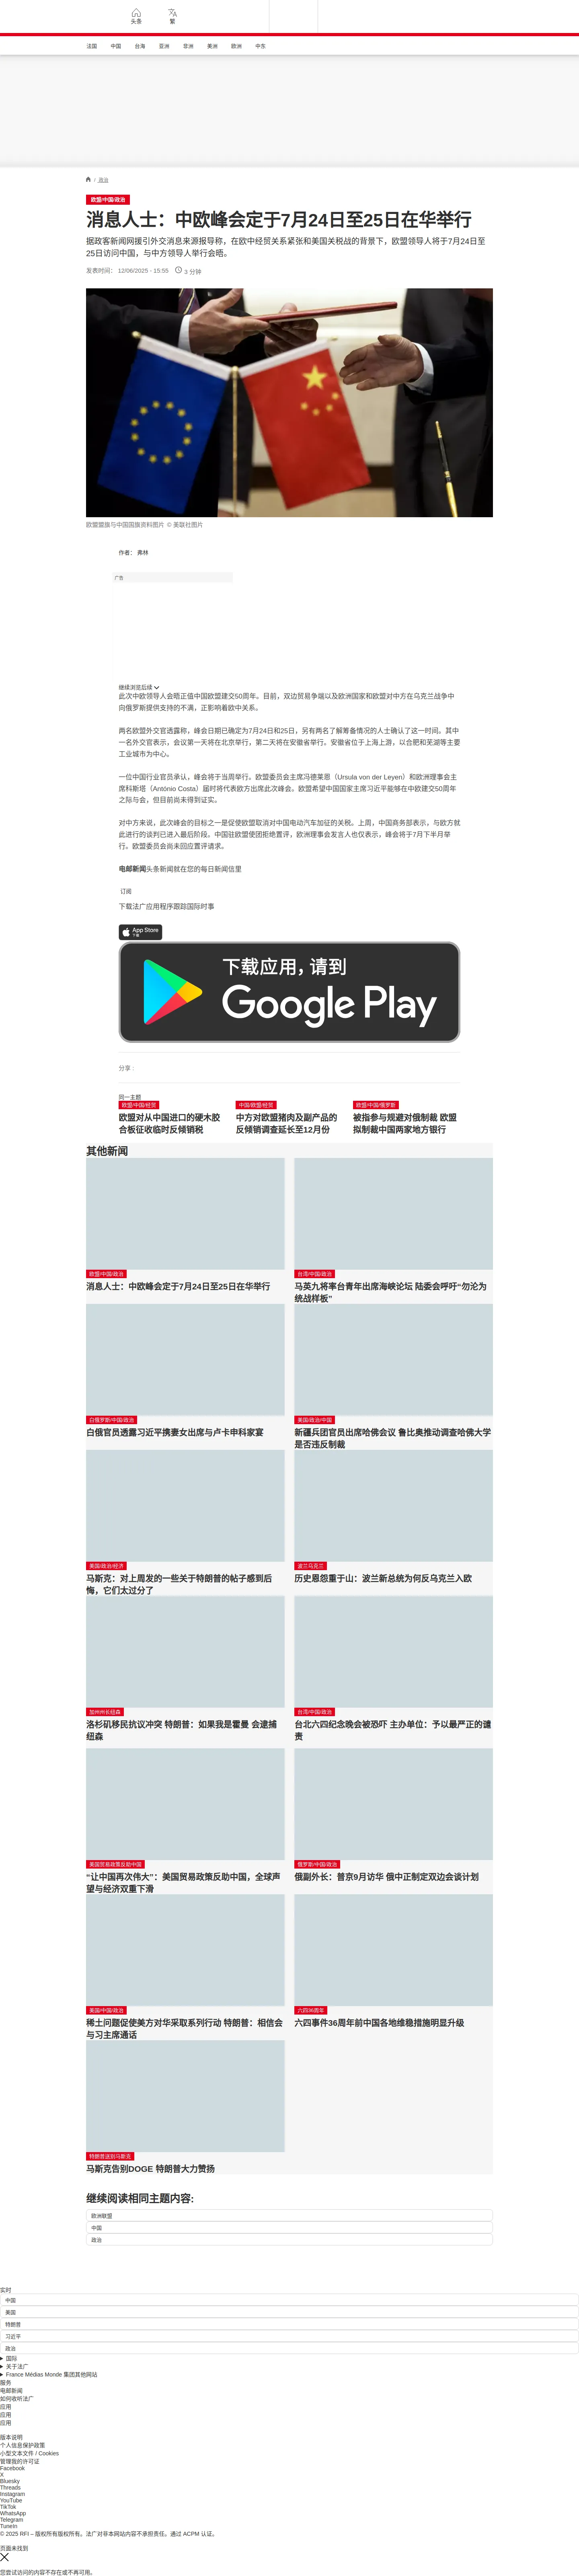 头条
繁
法国
中国
台海
亚洲
非洲
美洲
欧洲
中东
/ 政治
欧盟/中国/政治
消息人士：中欧峰会定于7月24日至25日在华举行
据政客新闻网援引外交消息来源报导称，在欧中经贸关系紧张和美国关税战的背景下，欧盟领导人将于7月24日至
25日访问中国，与中方领导人举行会晤。
发表时间： 12/06/2025 - 15:55
3 分钟
欧盟盟旗与中国国旗资料图片 © 美联社图片
作者： 弗林
广告
继续浏览后续
此次中欧领导人会晤正值中国欧盟建交50周年。目前，双边贸易争端以及欧洲国家和欧盟对中方在乌克兰战争中
向俄罗斯提供支持的不满，正影响着欧中关系。
两名欧盟外交官透露称，峰会日期已确定为7月24日和25日，另有两名了解筹备情况的人士确认了这一时间。其中
一名外交官表示，会议第一天将在北京举行，第二天将在安徽省举行。安徽省位于上海上游，以合肥和芜湖等主要
工业城市为中心。
一位中国行业官员承认，峰会将于当周举行。欧盟委员会主席冯德莱恩（Ursula von der Leyen）和欧洲理事会主
席科斯塔（António Costa）届时将代表欧方出席此次峰会。欧盟希望中国国家主席习近平能够在中欧建交50周年
之际与会，但目前尚未得到证实。
对中方来说，此次峰会的目标之一是促使欧盟取消对中国电动汽车加征的关税。上周，中国商务部表示，与欧方就
此进行的谈判已进入最后阶段。中国驻欧盟使团拒绝置评，欧洲理事会发言人也仅表示，峰会将于7月下半月举
行。欧盟委员会尚未回应置评请求。
电邮新闻头条新闻就在您的每日新闻信里
订阅
下载法广应用程序跟踪国际时事
App Store
下载
下载应用，请到
Google Play
分享 :
同一主题
欧盟/中国/经贸
欧盟对从中国进口的硬木胶
合板征收临时反倾销税
中国/欧盟/经贸
中方对欧盟猪肉及副产品的
反倾销调查延长至12月份
欧盟/中国/俄罗斯
被指参与规避对俄制裁 欧盟
拟制裁中国两家地方银行
其他新闻
欧盟/中国/政治
消息人士：中欧峰会定于7月24日至25日在华举行
台湾/中国/政治
马英九将率台青年出席海峡论坛 陆委会呼吁“勿沦为
统战样板”
白俄罗斯/中国/政治
白俄官员透露习近平携妻女出席与卢卡申科家宴
美国/政治/中国
新疆兵团官员出席哈佛会议 鲁比奥推动调查哈佛大学
是否违反制裁
美国/政治/经济
马斯克：对上周发的一些关于特朗普的帖子感到后
悔，它们太过分了
波兰乌克兰
历史恩怨重于山：波兰新总统为何反乌克兰入欧
加州州长纽森
洛杉矶移民抗议冲突 特朗普：如果我是霍曼 会逮捕
纽森
台湾/中国/政治
台北六四纪念晚会被恐吓 主办单位：予以最严正的谴
责
美国贸易政策反助中国
“让中国再次伟大”：美国贸易政策反助中国，全球声
望与经济双重下滑
俄罗斯/中国/政治
俄副外长：普京9月访华 俄中正制定双边会谈计划
美国/中国/政治
稀土问题促使美方对华采取系列行动 特朗普：相信会
与习主席通话
六四36周年
六四事件36周年前中国各地维稳措施明显升级
特朗普送别马斯克
马斯克告别DOGE 特朗普大力赞扬
继续阅读相同主题内容:
欧洲联盟
中国
政治
实时
中国
美国
特朗普
习近平
政治
国际
关于法广
France Médias Monde 集团其他网站
服务
电邮新闻
如何收听法广
应用
应用
应用
版本说明
个人信息保护政策
小型文本文件 / Cookies
管理我的许可证
Facebook
X
Bluesky
Threads
Instagram
YouTube
TikTok
WhatsApp
Telegram
TuneIn
© 2025 RFI – 版权所有版权所有。法广对非本网站内容不承担责任。通过 ACPM 认证。
页面未找到
您尝试访问的内容不存在或不再可用。